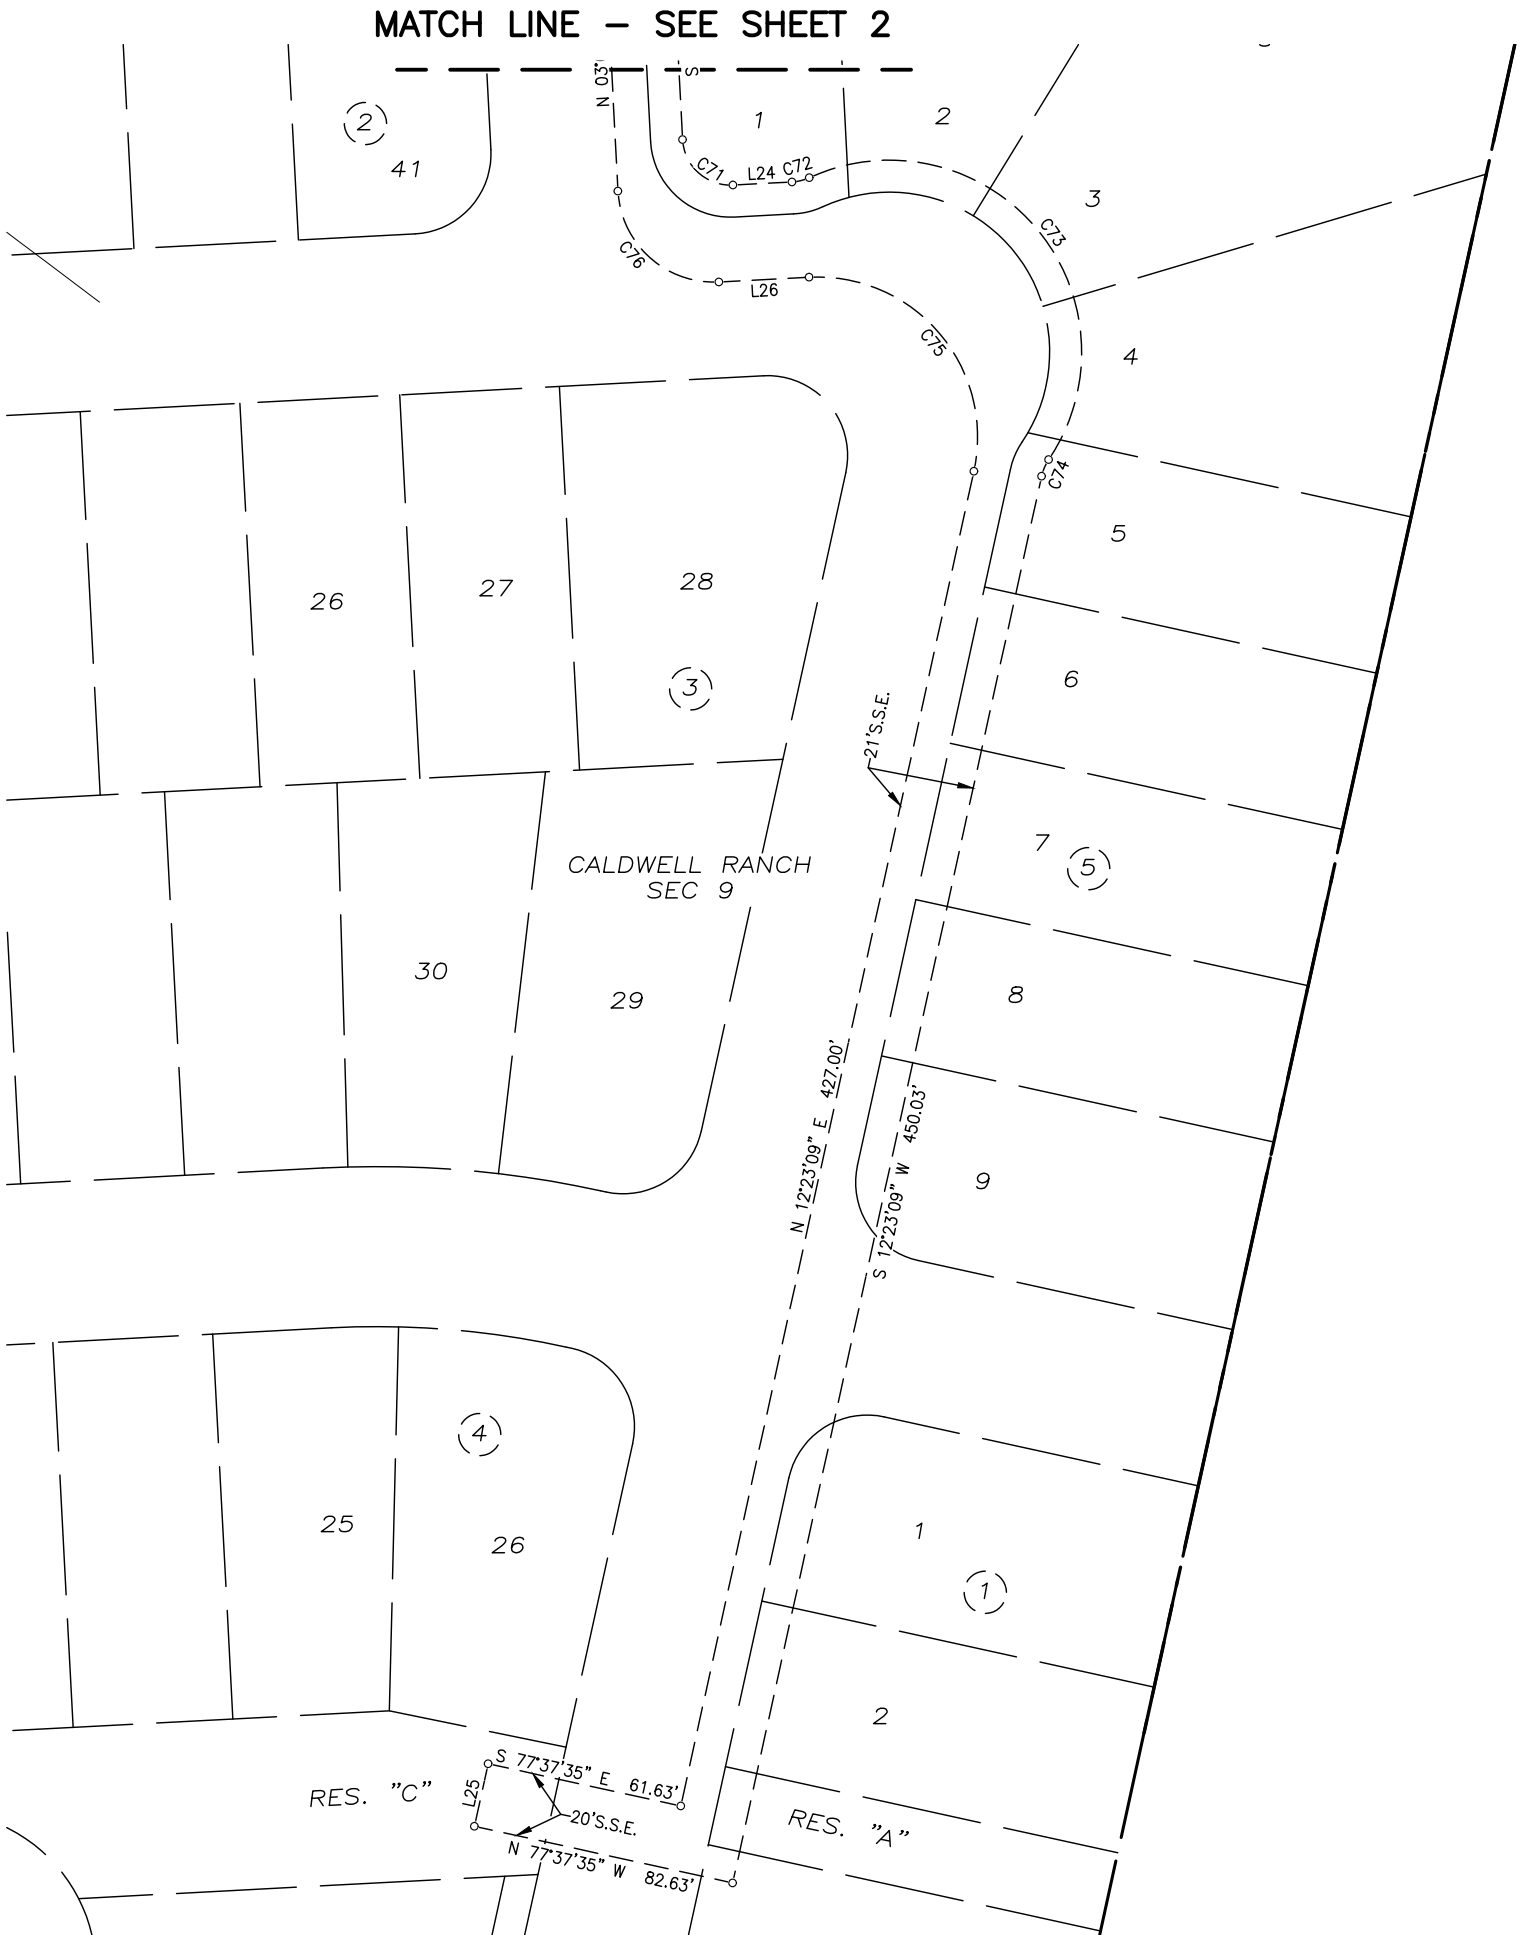 MATCH LINE - SEE SHEET 2
N 03°
S
2
41
1
2
3
4
C71
L24
C72
C73
C76
L26
C75
C74
5
26
27
28
3
6
21'S.S.E.
7
5
CALDWELL RANCH
SEC 9
30
29
8
9
N 12°23'09" E 427.00'
S 12°23'09" W 450.03'
4
25
26
1
1
2
RES. "C"
L25
S 77°37'35" E 61.63'
20'S.S.E.
N 77°37'35" W 82.63'
RES. "A"